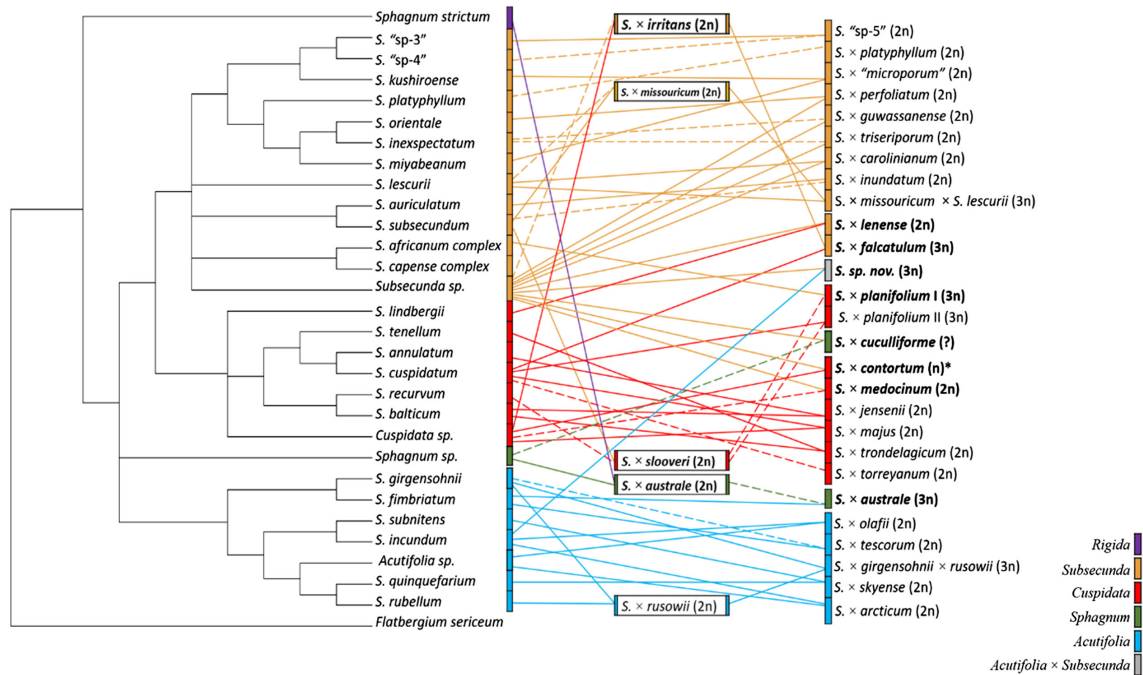 Sphagnum strictum
S. “sp-3”
S. “sp-4”
S. kushiroense
S. platyphyllum
S. orientale
S. inexspectatum
S. miyabeanum
S. lescurii
S. auriculatum
S. subsecundum
S. africanum complex
S. capense complex
Subsecunda sp.
S. lindbergii
S. tenellum
S. annulatum
S. cuspidatum
S. recurvum
S. balticum
Cuspidata sp.
Sphagnum sp.
S. girgensohnii
S. fimbriatum
S. subnitens
S. incundum
Acutifolia sp.
S. quinquefarium
S. rubellum
Flatbergium sericeum
S. × irritans (2n)
S. × missouricum (2n)
S. × slooveri (2n)
S. × australe (2n)
S. × rusowii (2n)
S. “sp-5” (2n)
S. × platyphyllum (2n)
S. × “microporum” (2n)
S. × perfoliatum (2n)
S. × guwassanense (2n)
S. × triseriporum (2n)
S. × carolinianum (2n)
S. × inundatum (2n)
S. × missouricum × S. lescurii (3n)
S. × lenense (2n)
S. × falcatulum (3n)
S. sp. nov. (3n)
S. × planifolium I (3n)
S. × planifolium II (3n)
S. × cuculliforme (?)
S. × contortum (n)*
S. × medocinum (2n)
S. × jensenii (2n)
S. × majus (2n)
S. × trondelagicum (2n)
S. × torreyanum (2n)
S. × australe (3n)
S. × olafii (2n)
S. × tescorum (2n)
S. × girgensohnii × rusowii (3n)
S. × skyense (2n)
S. × arcticum (2n)
Rigida
Subsecunda
Cuspidata
Sphagnum
Acutifolia
Acutifolia × Subsecunda